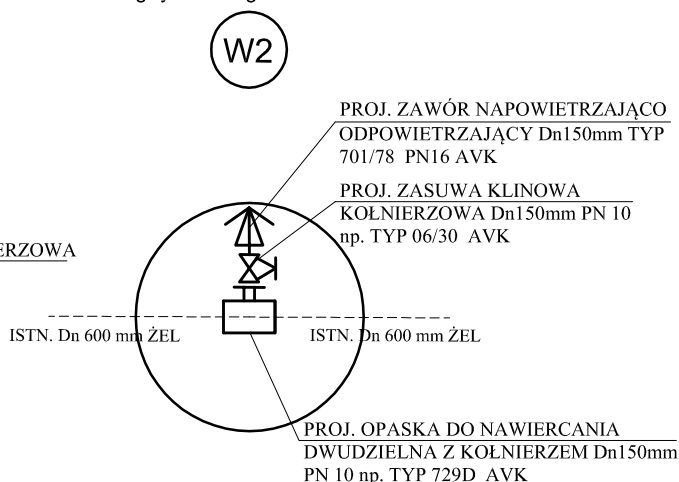 W2
PROJ. ZAWÓR NAPOWIETRZAJĄCO
ODPOWIETRZAJĄCY Dn150mm TYP
701/78 PN16 AVK
PROJ. ZASUWA KLINOWA
KOŁNIERZOWA Dn150mm PN 10
np. TYP 06/30 AVK
ERZOWA
ISTN. Dn 600 mm ŻEL
ISTN. Dn 600 mm ŻEL
PROJ. OPASKA DO NAWIERCANIA
DWUDZIELNA Z KOŁNIERZEM Dn150mm
PN 10 np. TYP 729D AVK